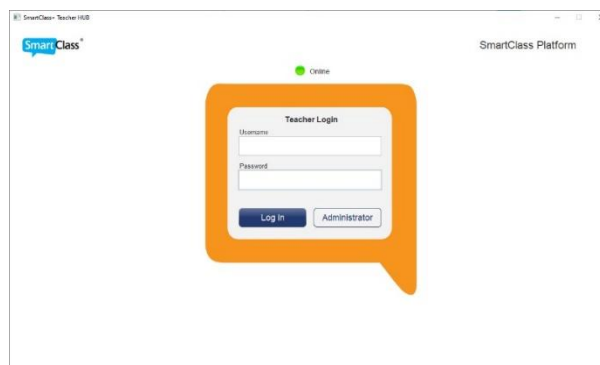 SmartClass+ Teacher HUB
SmartClass®
SmartClass Platform
Online
Teacher Login
Username
Password
Log in
Administrator